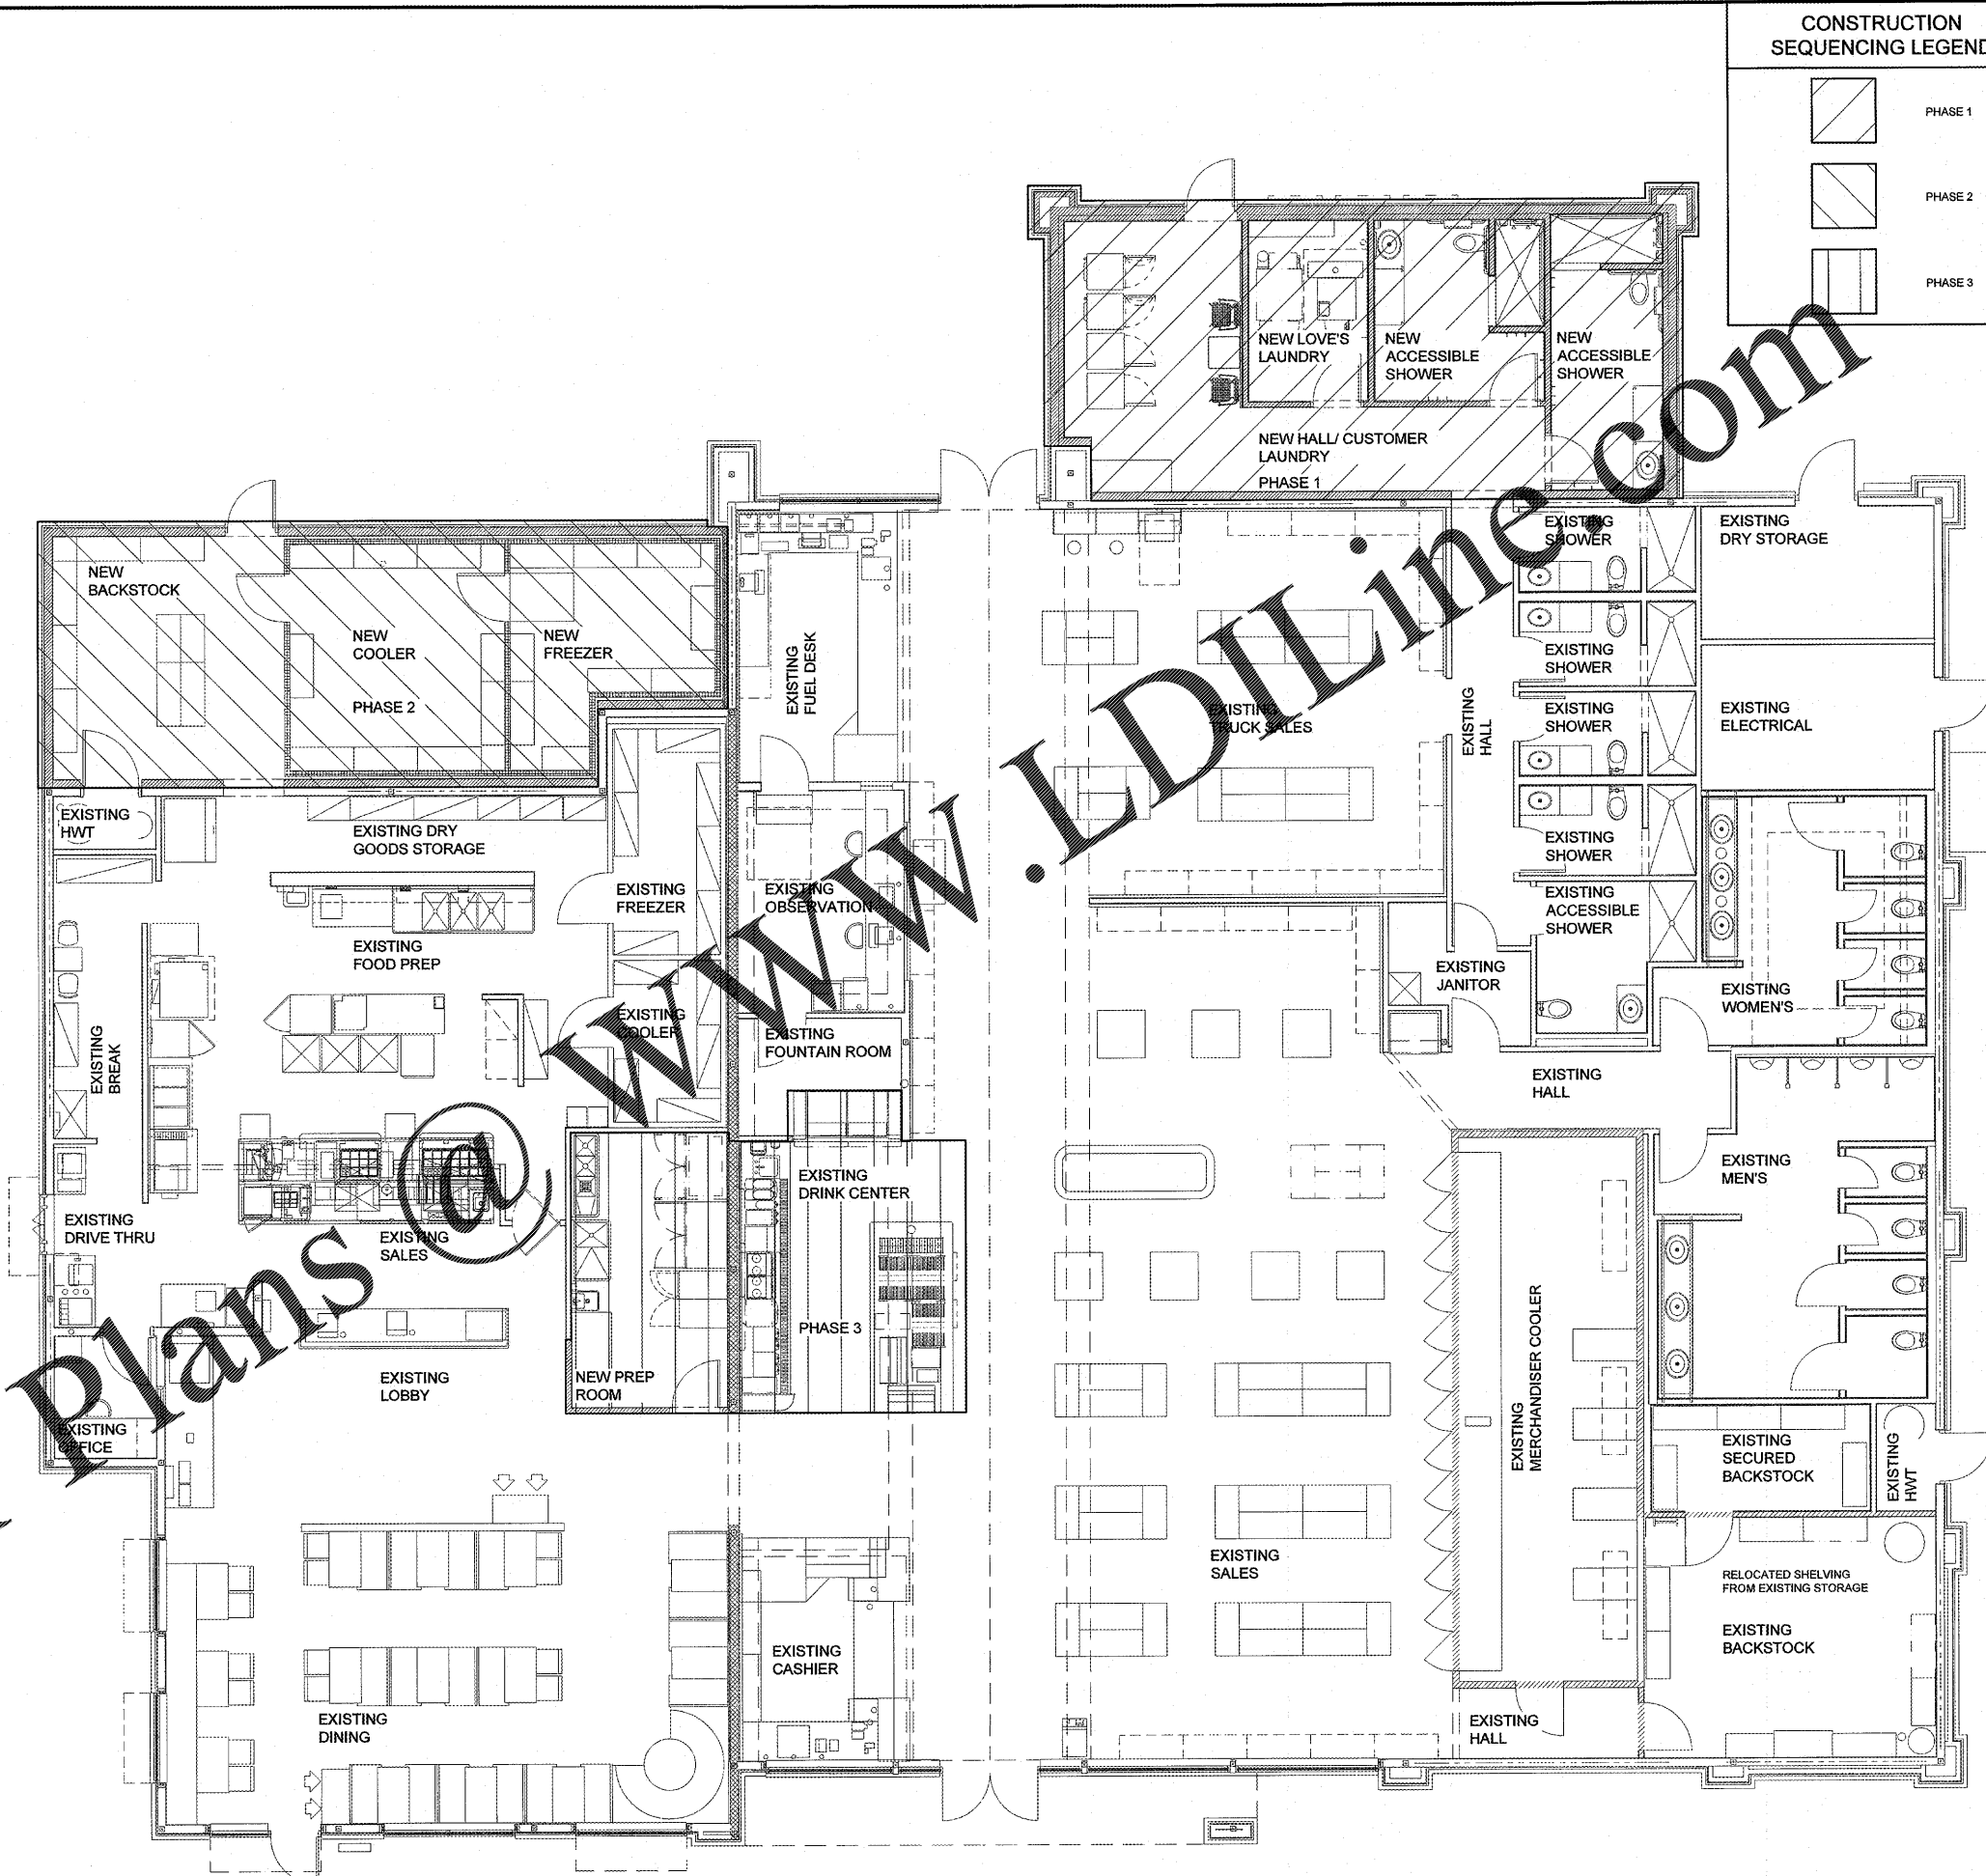 CONSTRUCTION
SEQUENCING LEGEND
PHASE 1
PHASE 2
PHASE 3
NEW LOVE'S
LAUNDRY
NEW
ACCESSIBLE
SHOWER
NEW
ACCESSIBLE
SHOWER
NEW HALL/ CUSTOMER
LAUNDRY
PHASE 1
NEW
BACKSTOCK
NEW
COOLER
NEW
FREEZER
PHASE 2
EXISTING
FUEL DESK
EXISTING
TRUCK SALES
EXISTING
HALL
EXISTING
SHOWER
EXISTING
DRY STORAGE
EXISTING
SHOWER
EXISTING
SHOWER
EXISTING
ELECTRICAL
EXISTING
SHOWER
EXISTING
ACCESSIBLE
SHOWER
EXISTING
HWT
EXISTING DRY
GOODS STORAGE
EXISTING
FREEZER
EXISTING
OBSERVATION
EXISTING
FOOD PREP
EXISTING
JANITOR
EXISTING
WOMEN'S
EXISTING
BREAK
EXISTING
COOLER
EXISTING
FOUNTAIN ROOM
EXISTING
HALL
EXISTING
DRINK CENTER
EXISTING
MEN'S
EXISTING
DRIVE THRU
EXISTING
SALES
PHASE 3
EXISTING
LOBBY
NEW PREP
ROOM
EXISTING
OFFICE
EXISTING
MERCHANDISER COOLER
EXISTING
SECURED
BACKSTOCK
EXISTING
HWT
EXISTING
SALES
RELOCATED SHELVING
FROM EXISTING STORAGE
EXISTING
BACKSTOCK
EXISTING
CASHIER
EXISTING
DINING
EXISTING
HALL
Plans @ www.LDILine.com